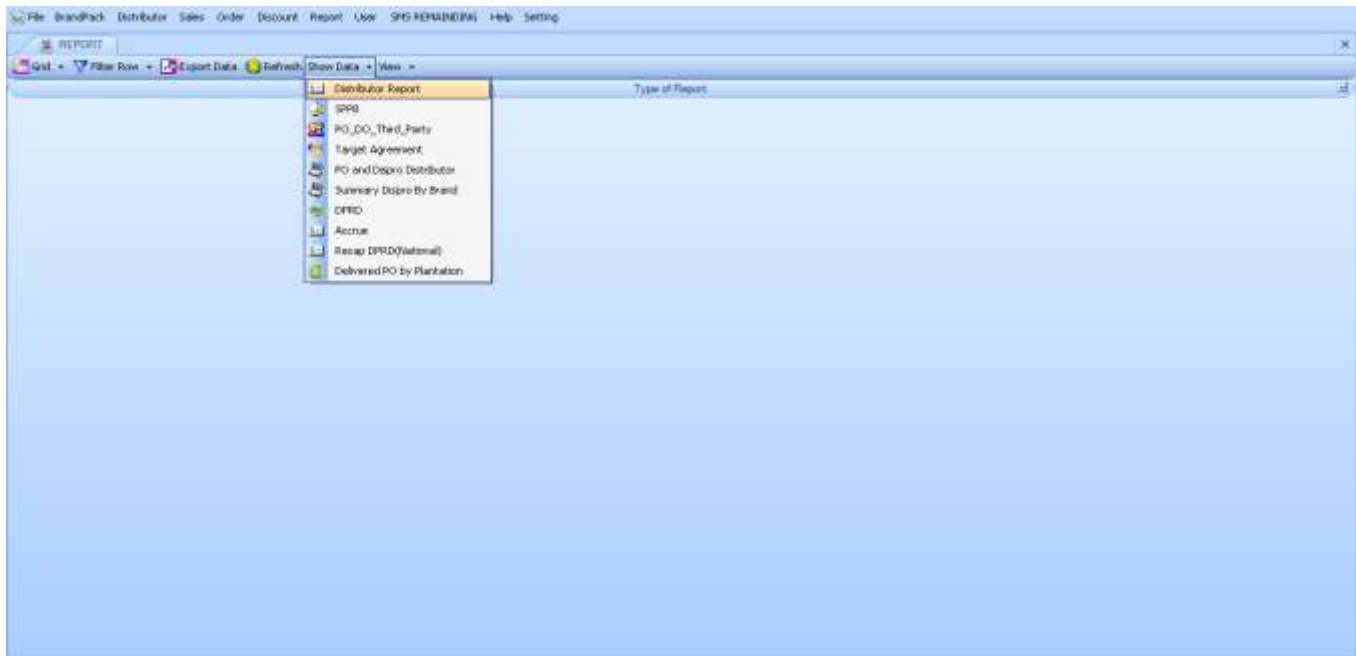 File BrandPack Distributor Sales Order Discount Report User SMS REMAINDING Help Setting
REPORT
Grid Filter Row Export Data Refresh Show Data View
Type of Report
Distributor Report
SPPB
PO_DO_Third_Party
Target Agreement
PO and Dispro Distributor
Summary Dispro By Brand
DPRD
Accrue
Recap DPRD(National)
Delivered PO by Plantation